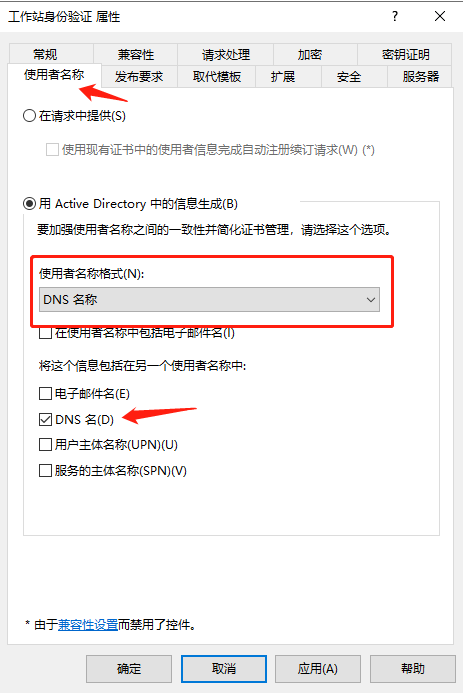 工作站身份验证 属性
常规 兼容性 请求处理 加密 密钥证明
使用者名称 发布要求 取代模板 扩展 安全 服务器
在请求中提供(S)
使用现有证书中的使用者信息完成自动注册续订请求(W) (*)
用 Active Directory 中的信息生成(B)
要加强使用者名称之间的一致性并简化证书管理，请选择这个选项。
使用者名称格式(N):
DNS 名称
在使用者名称中包括电子邮件名(I)
将这个信息包括在另一个使用者名称中:
电子邮件名(E)
DNS 名(D)
用户主体名称(UPN)(U)
服务的主体名称(SPN)(V)
* 由于兼容性设置而禁用了控件。
确定 取消 应用(A) 帮助